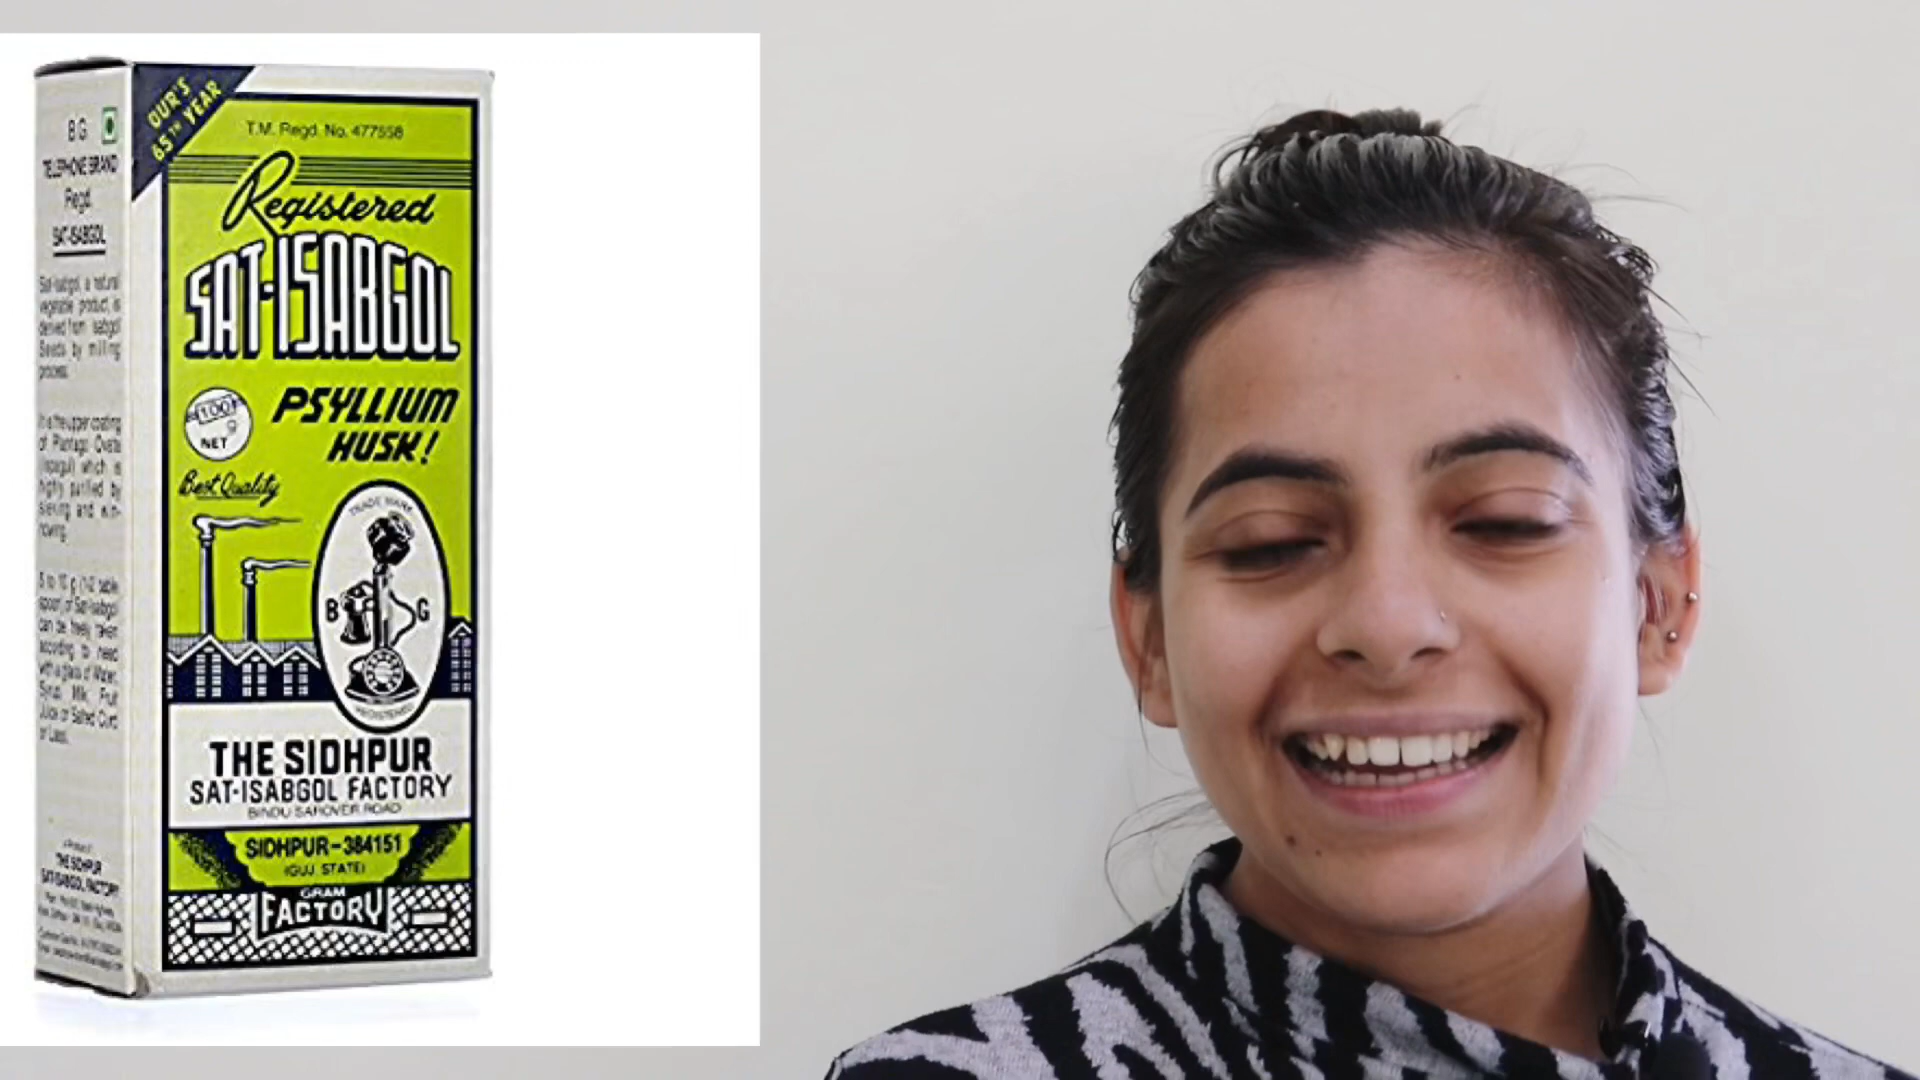 8G
TELEPHONE BRAND
Regd.
SAT-ISABGOL
Sat-Isabgol, a natural
vegetable product, is
derived from Isabgol
Seeds by milling
process.
It is the upper coating
of Plantago Ovata
(Ispagul) which is
highly purified by
sieving and win-
nowing.
5 to 10 g (1-2 table
spoon) of Sat-Isabgol
can be freely taken
according to need
with a glass of Water,
Syrup, Milk, Fruit
Juice or Salted Curd
or Lassi.
THE SIDHPUR
SAT-ISABGOL FACTORY
OUR'S
65TH YEAR
T.M. Regd. No. 477558
Registered
SAT-ISABGOL
100
g
NET
PSYLLIUM
HUSK!
Best Quality
TRADE MARK
B G
REGISTERED
THE SIDHPUR
SAT-ISABGOL FACTORY
BINDU SAROVER ROAD
SIDHPUR-384151
(GUJ. STATE)
GRAM
FACTORY